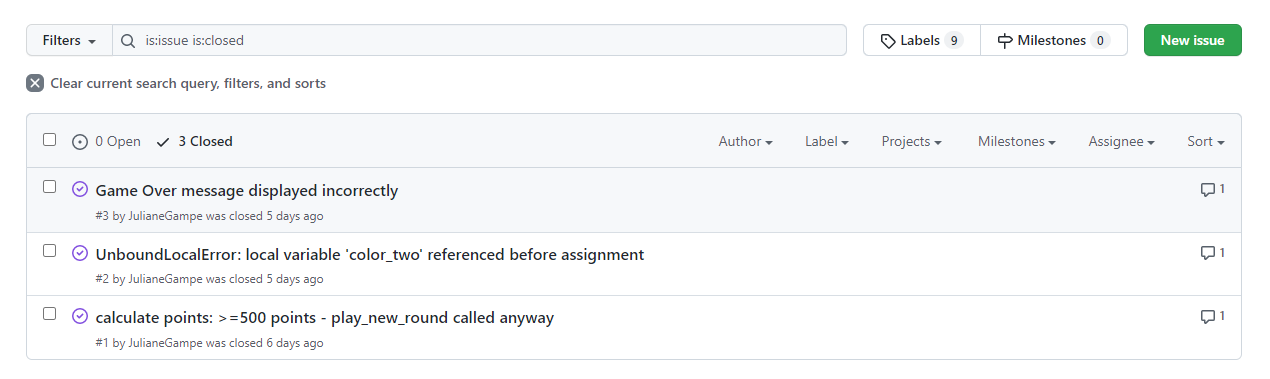 Filters is:issue is:closed Labels 9 Milestones 0 New issue
Clear current search query, filters, and sorts
0 Open 3 Closed Author Label Projects Milestones Assignee Sort
Game Over message displayed incorrectly 1
#3 by JulianeGampe was closed 5 days ago
UnboundLocalError: local variable 'color_two' referenced before assignment 1
#2 by JulianeGampe was closed 5 days ago
calculate points: >=500 points - play_new_round called anyway 1
#1 by JulianeGampe was closed 6 days ago